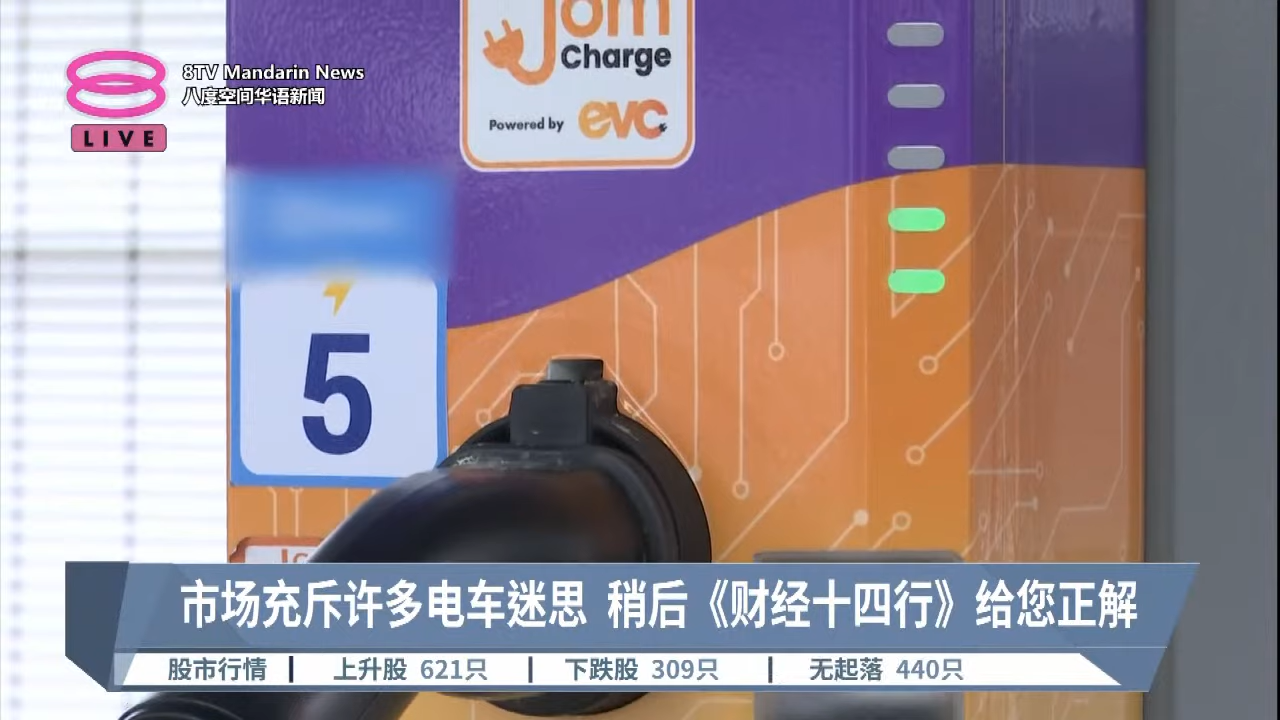 Jom
Charge
Powered by evc
8TV Mandarin News
八度空间华语新闻
LIVE
5
市场充斥许多电车迷思 稍后《财经十四行》给您正解
股市行情 | 上升股 621只 | 下跌股 309只 | 无起落 440只